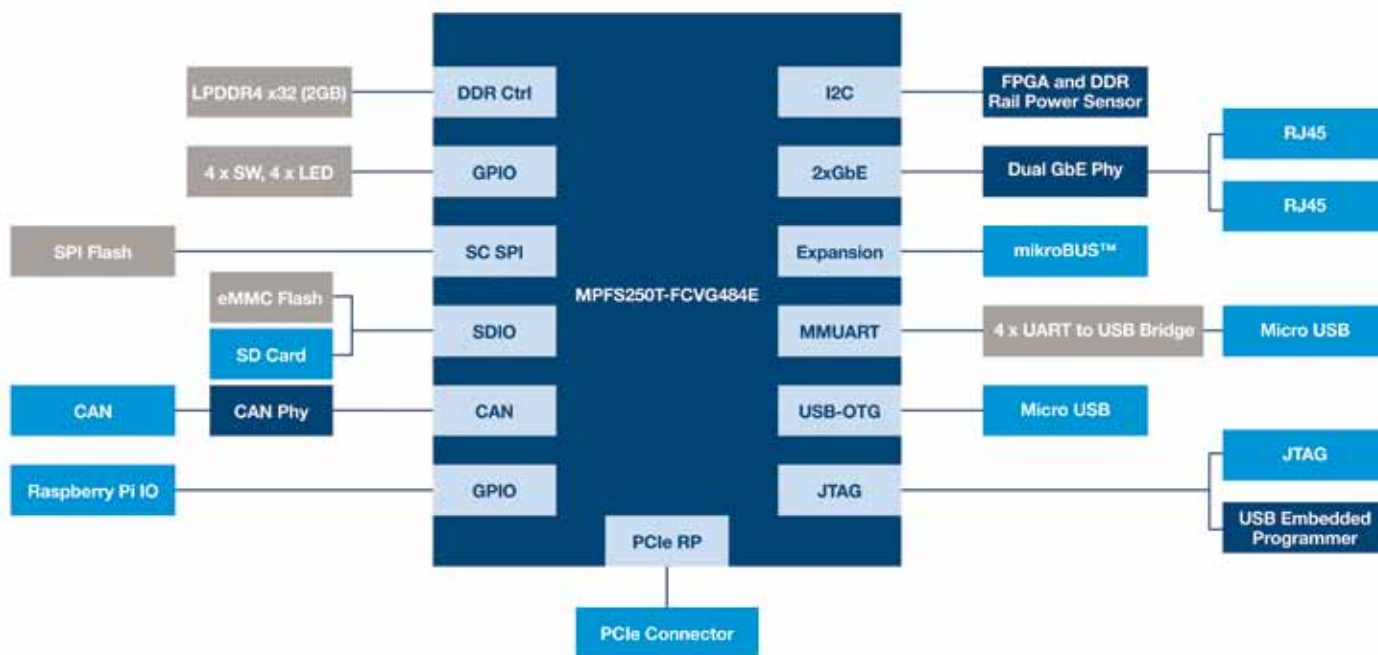 LPDDR4 x32 (2GB)
DDR Ctrl
I2C
FPGA and DDR
Rail Power Sensor
RJ45
4 x SW, 4 x LED
GPIO
2xGbE
Dual GbE Phy
RJ45
SPI Flash
SC SPI
Expansion
mikroBUS™
eMMC Flash
MPFS250T-FCVG484E
SDIO
MMUART
4 x UART to USB Bridge
Micro USB
SD Card
CAN
CAN Phy
CAN
USB-OTG
Micro USB
JTAG
Raspberry Pi IO
GPIO
JTAG
USB Embedded
Programmer
PCIe RP
PCIe Connector